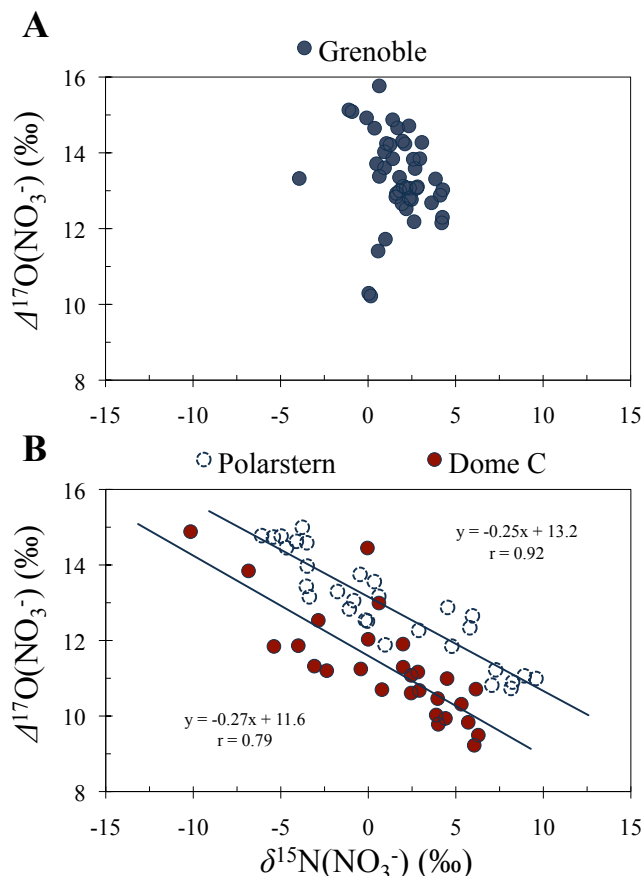 A
Grenoble
16
14
12
10
8
Δ¹⁷O(NO₃⁻) (‰)
-15 -10 -5 0 5 10 15
B
Polarstern Dome C
16
14
12
10
8
Δ¹⁷O(NO₃⁻) (‰)
y = -0.25x + 13.2
r = 0.92
y = -0.27x + 11.6
r = 0.79
-15 -10 -5 0 5 10 15
δ¹⁵N(NO₃⁻) (‰)